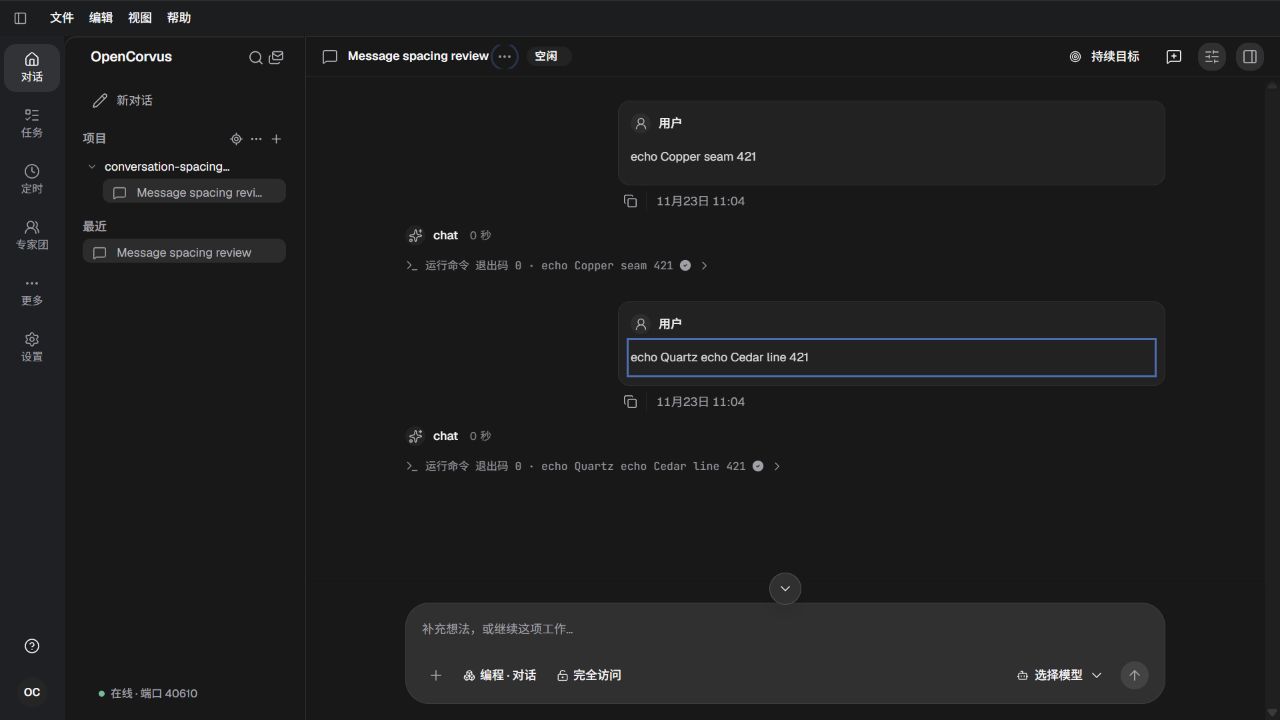 文件 编辑 视图 帮助
对话
任务
定时
专家团
更多
设置
OC
OpenCorvus
新对话
项目
conversation-spacing…
Message spacing revi…
最近
Message spacing review
在线 · 端口 40610
Message spacing review 空闲
持续目标
用户
echo Copper seam 421
11月23日 11:04
chat 0 秒
运行命令 退出码 0 · echo Copper seam 421
用户
echo Quartz echo Cedar line 421
11月23日 11:04
chat 0 秒
运行命令 退出码 0 · echo Quartz echo Cedar line 421
补充想法，或继续这项工作…
编程 · 对话 完全访问 选择模型